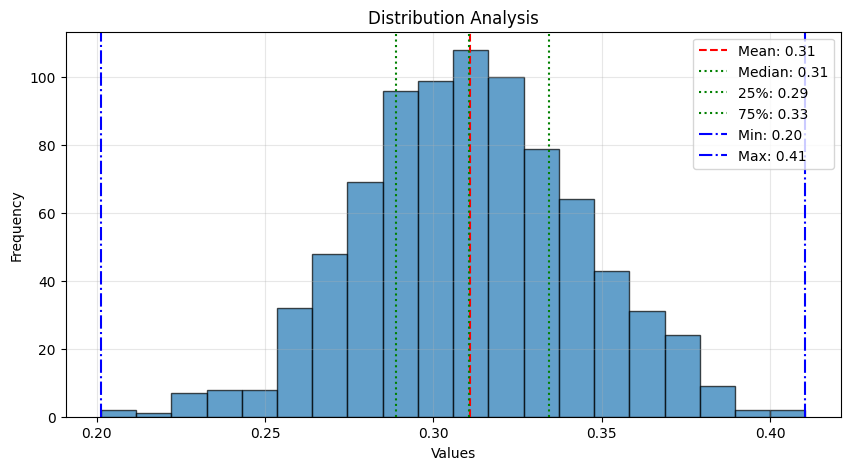 Distribution Analysis
Mean: 0.31
Median: 0.31
25%: 0.29
75%: 0.33
Min: 0.20
Max: 0.41
Frequency
100
80
60
40
20
0
0.20 0.25 0.30 0.35 0.40
Values